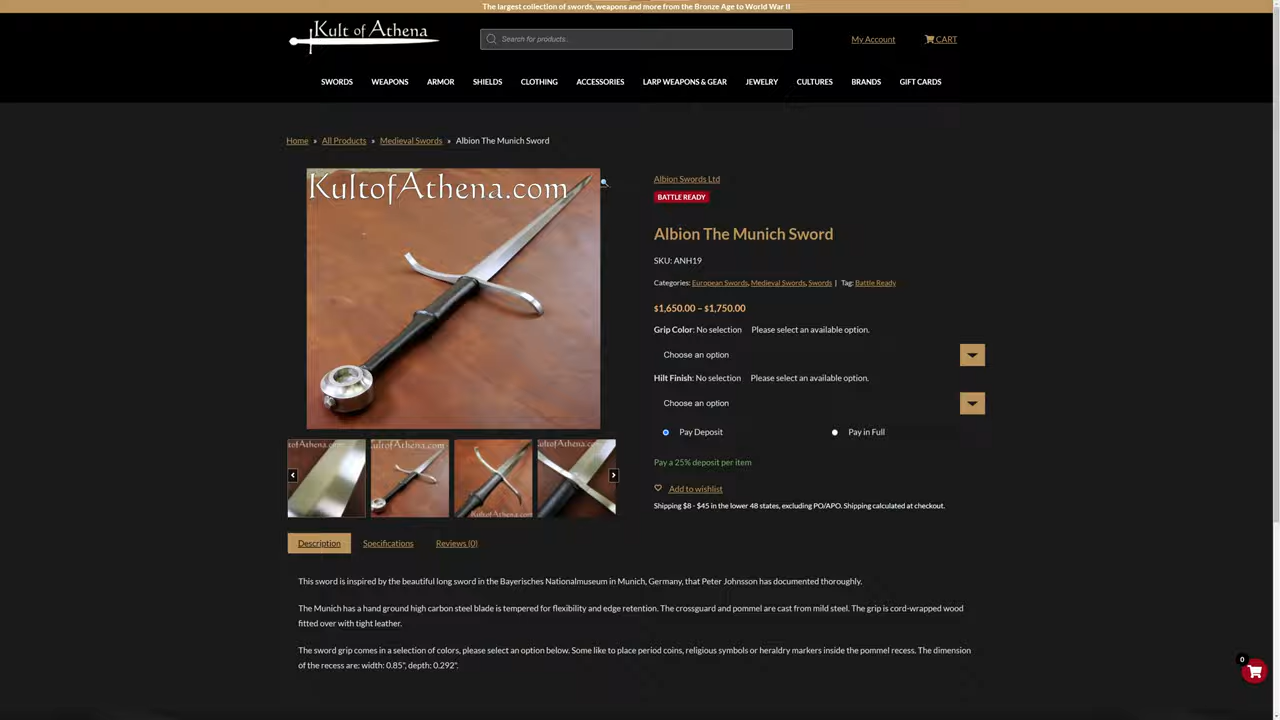 The largest collection of swords, weapons and more from the Bronze Age to World War II
Kult of Athena
Search for products..
My Account
CART
SWORDS WEAPONS ARMOR SHIELDS CLOTHING ACCESSORIES LARP WEAPONS & GEAR JEWELRY CULTURES BRANDS GIFT CARDS
Home » All Products » Medieval Swords » Albion The Munich Sword
KultofAthena.com
Albion Swords Ltd
BATTLE READY
Albion The Munich Sword
SKU: ANH19
Categories: European Swords, Medieval Swords, Swords | Tag: Battle Ready
$1,650.00 – $1,750.00
Grip Color: No selection Please select an available option.
Choose an option
Hilt Finish: No selection Please select an available option.
Choose an option
Pay Deposit Pay in Full
Pay a 25% deposit per item
Add to wishlist
Shipping $8 - $45 in the lower 48 states, excluding PO/APO. Shipping calculated at checkout.
Description Specifications Reviews (0)
This sword is inspired by the beautiful long sword in the Bayerisches Nationalmuseum in Munich, Germany, that Peter Johnsson has documented thoroughly.
The Munich has a hand ground high carbon steel blade is tempered for flexibility and edge retention. The crossguard and pommel are cast from mild steel. The grip is cord-wrapped wood
fitted over with tight leather.
The sword grip comes in a selection of colors, please select an option below. Some like to place period coins, religious symbols or heraldry markers inside the pommel recess. The dimension
of the recess are: width: 0.85", depth: 0.292".
0